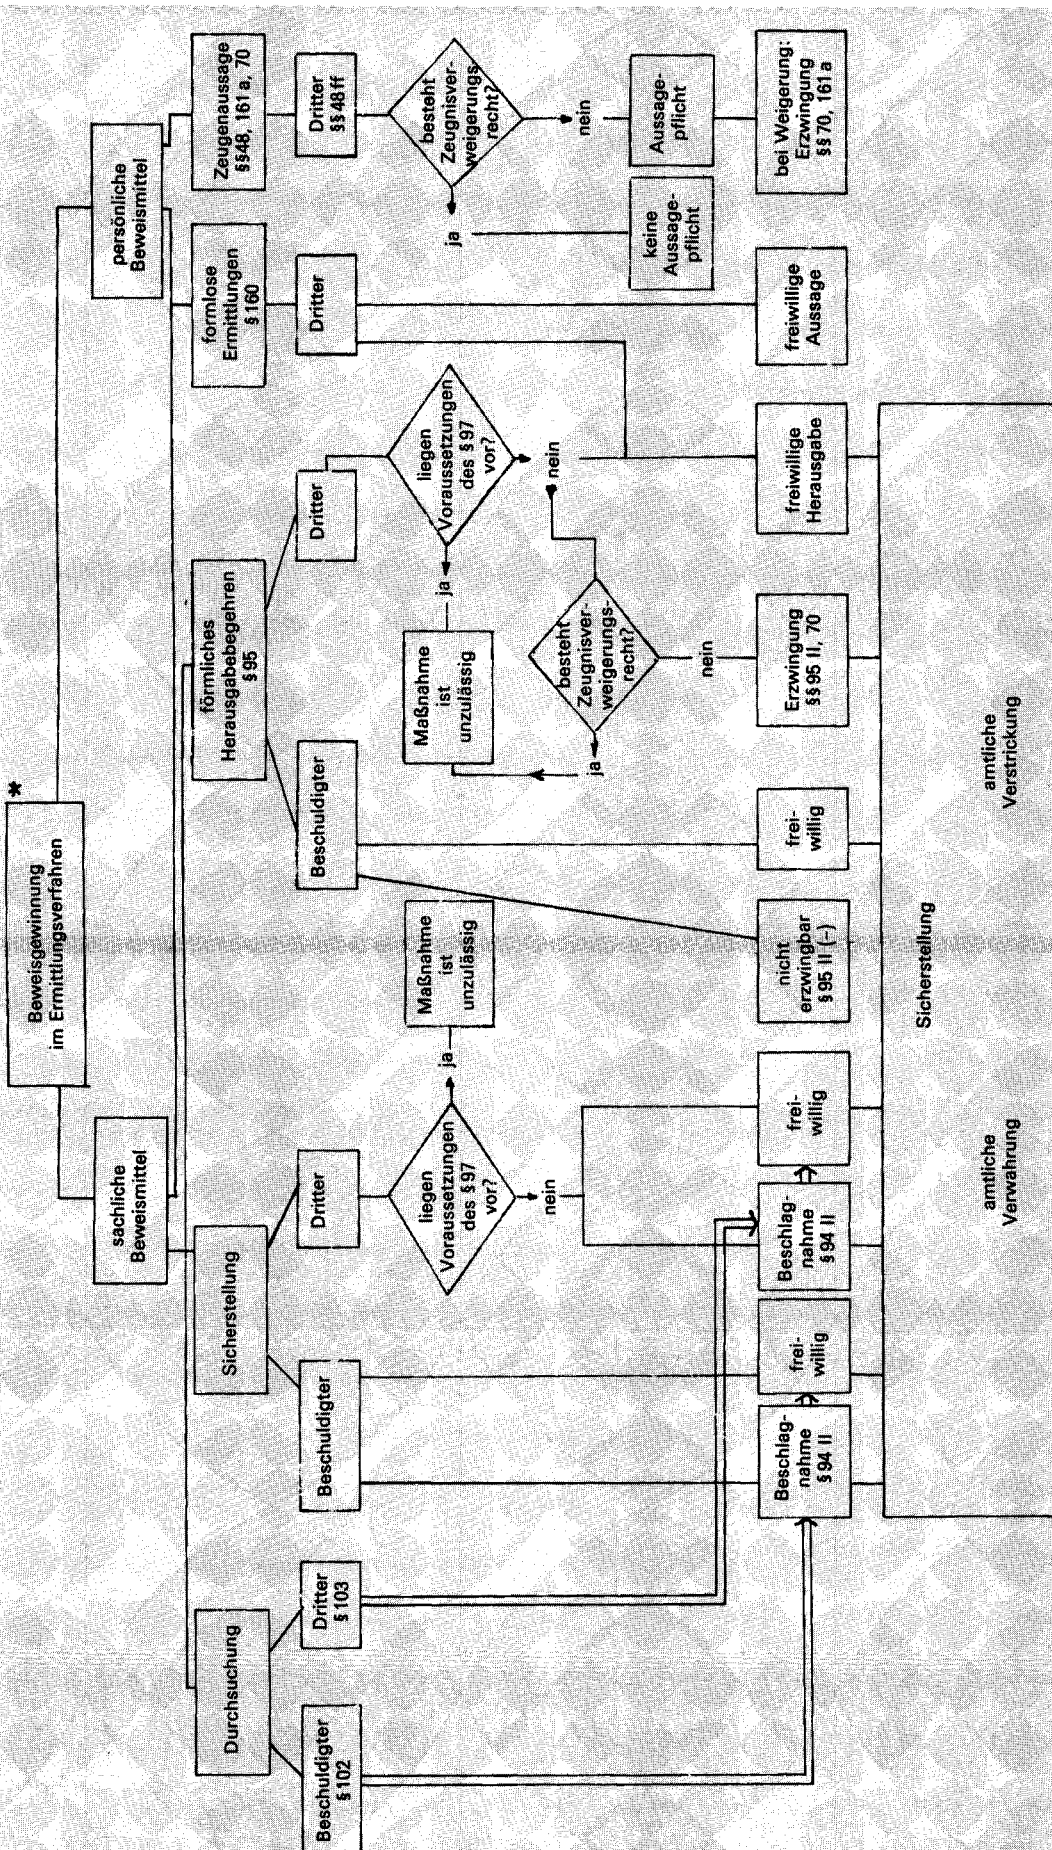 Beweisgewinnung
im Ermittlungsverfahren
*
sächliche
Beweismittel
persönliche
Beweismittel
Durchsuchung
Sicherstellung
förmliches
Herausgabebegehren
§ 95
formlose
Ermittlungen
§ 160
Zeugenaussage
§§ 48, 161 a, 70
Beschuldigter
§ 102
Dritter
§ 103
Beschuldigter
Dritter
Beschuldigter
Dritter
Dritter
Dritter
§§ 48 ff
liegen
Voraussetzungen
des § 97
vor?
ja
Maßnahme
ist
unzulässig
nein
Maßnahme
ist
unzulässig
ja
liegen
Voraussetzungen
des § 97
vor?
nein
besteht
Zeugnisver-
weigerungs-
recht?
ja
nein
besteht
Zeugnisver-
weigerungs-
recht?
ja
nein
keine
Aussage-
pflicht
Aussage-
pflicht
Beschlag-
nahme
§ 94 II
frei-
willig
Beschlag-
nahme
§ 94 II
frei-
willig
nicht
erzwingbar
§ 95 II (-)
frei-
willig
Erzwingung
§§ 95 II, 70
freiwillige
Herausgabe
freiwillige
Aussage
bei Weigerung:
Erzwingung
§§ 70, 161 a
Sicherstellung
amtliche
Verwahrung
amtliche
Verstrickung